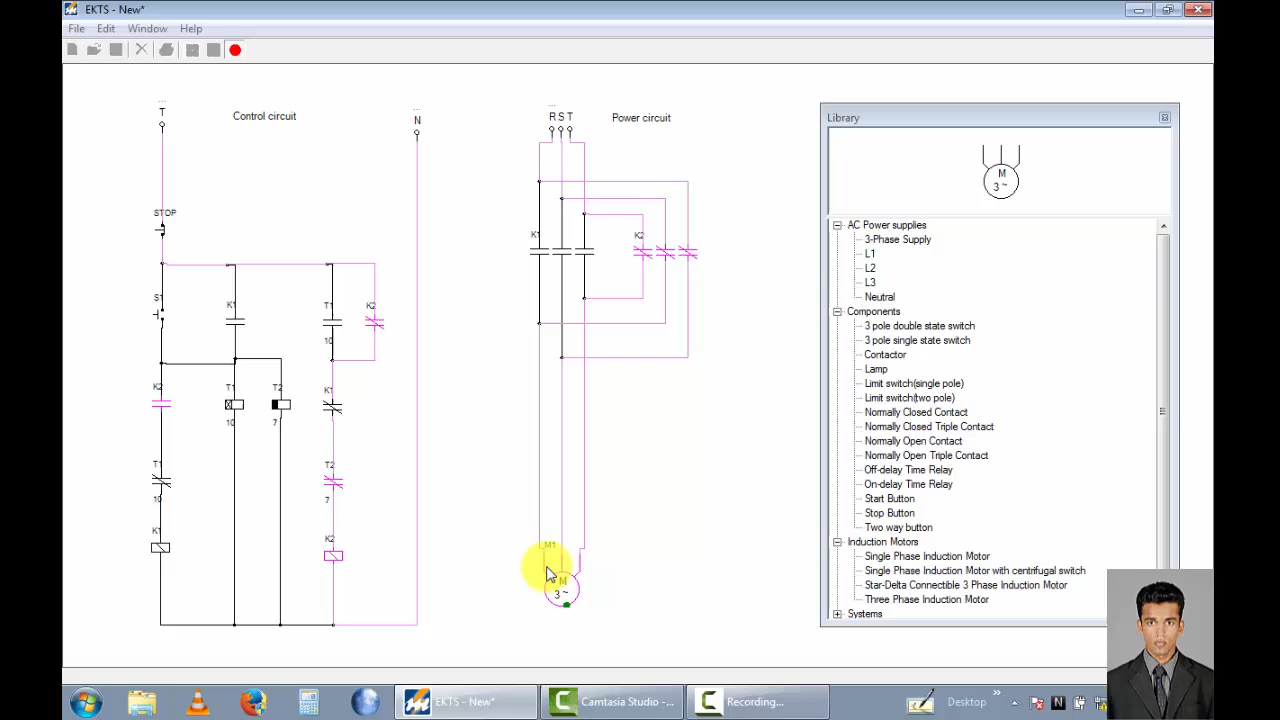 EKTS - New*
File Edit Window Help
...
T
Control circuit
...
N
...
R S T
Power circuit
STOP
S1
K1
T1
10
K2
K2
T1
10
T2
7
K1
T1
10
T2
7
K1
K2
K1
K2
M1
M
3 ~
Library
M
3 ~
AC Power supplies
3-Phase Supply
L1
L2
L3
Neutral
Components
3 pole double state switch
3 pole single state switch
Contactor
Lamp
Limit switch(single pole)
Limit switch(two pole)
Normally Closed Contact
Normally Closed Triple Contact
Normally Open Contact
Normally Open Triple Contact
Off-delay Time Relay
On-delay Time Relay
Start Button
Stop Button
Two way button
Induction Motors
Single Phase Induction Motor
Single Phase Induction Motor with centrifugal switch
Star-Delta Connectible 3 Phase Induction Motor
Three Phase Induction Motor
Systems
EKTS - New*
Camtasia Studio -...
Recording...
Desktop